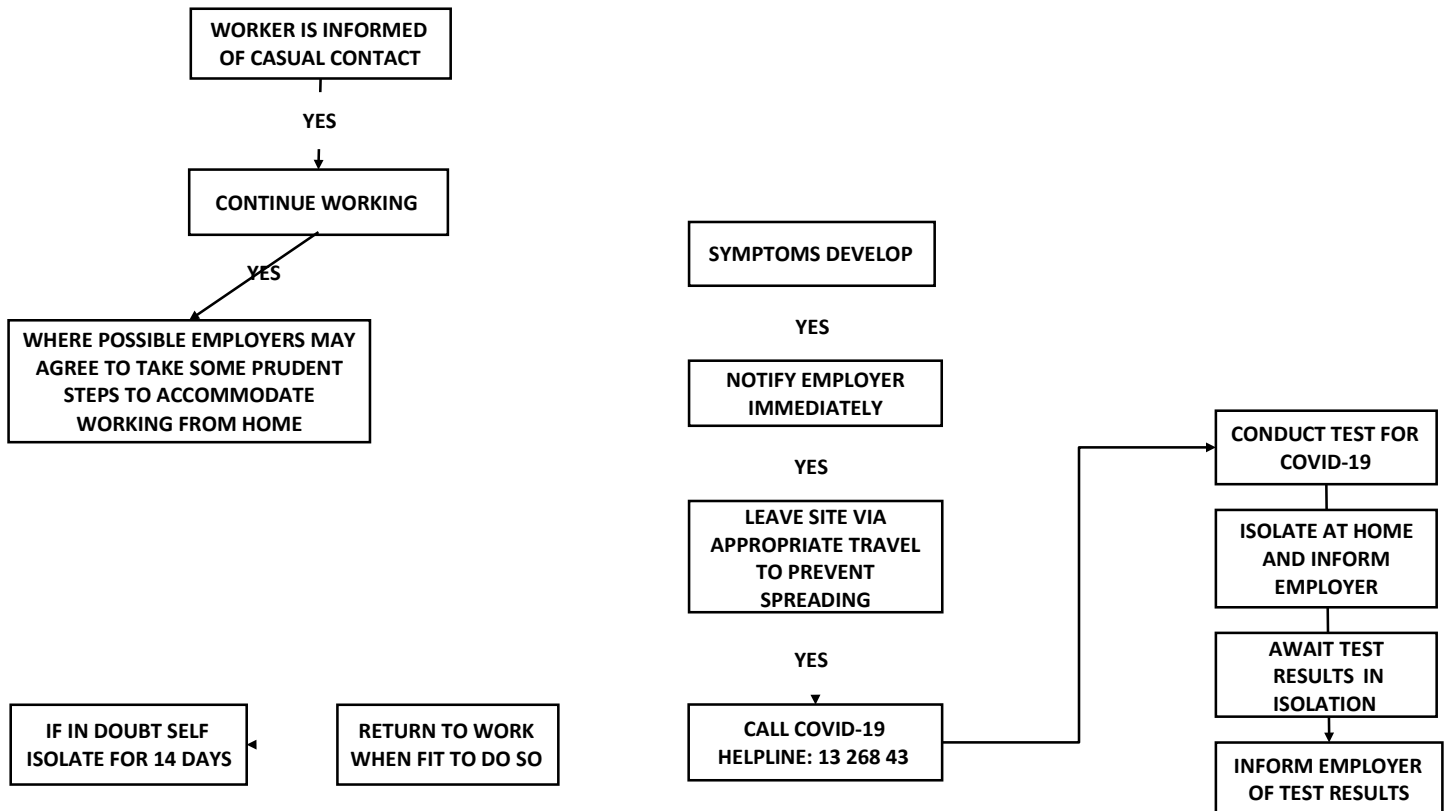 WORKER IS INFORMED
OF CASUAL CONTACT
YES
CONTINUE WORKING
YES
WHERE POSSIBLE EMPLOYERS MAY
AGREE TO TAKE SOME PRUDENT
STEPS TO ACCOMMODATE
WORKING FROM HOME
SYMPTOMS DEVELOP
YES
NOTIFY EMPLOYER
IMMEDIATELY
YES
LEAVE SITE VIA
APPROPRIATE TRAVEL
TO PREVENT
SPREADING
YES
CALL COVID-19
HELPLINE: 13 268 43
CONDUCT TEST FOR
COVID-19
ISOLATE AT HOME
AND INFORM
EMPLOYER
AWAIT TEST
RESULTS IN
ISOLATION
INFORM EMPLOYER
OF TEST RESULTS
RETURN TO WORK
WHEN FIT TO DO SO
IF IN DOUBT SELF
ISOLATE FOR 14 DAYS